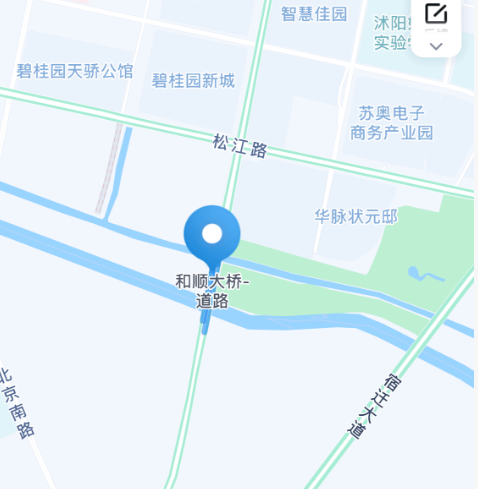 智慧佳园
沭阳
实验
碧桂园天骄公馆
碧桂园新城
苏奥电子
商务产业园
松江路
华脉状元邸
和顺大桥-
道路
宿迁大道
北京南路